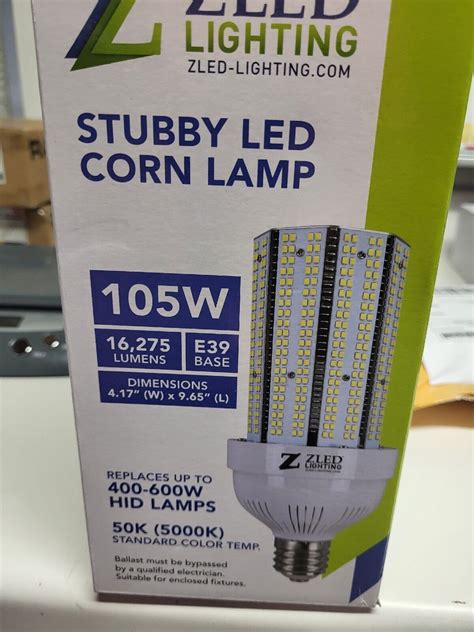 ZLED
LIGHTING
ZLED-LIGHTING.COM
STUBBY LED
CORN LAMP
105W
16,275
LUMENS
E39
BASE
DIMENSIONS
4.17" (W) x 9.65" (L)
Z ZLED
LIGHTING
REPLACES UP TO
400-600W
HID LAMPS
50K (5000K)
STANDARD COLOR TEMP.
Ballast must be bypassed
by a qualified electrician.
Suitable for enclosed fixtures.